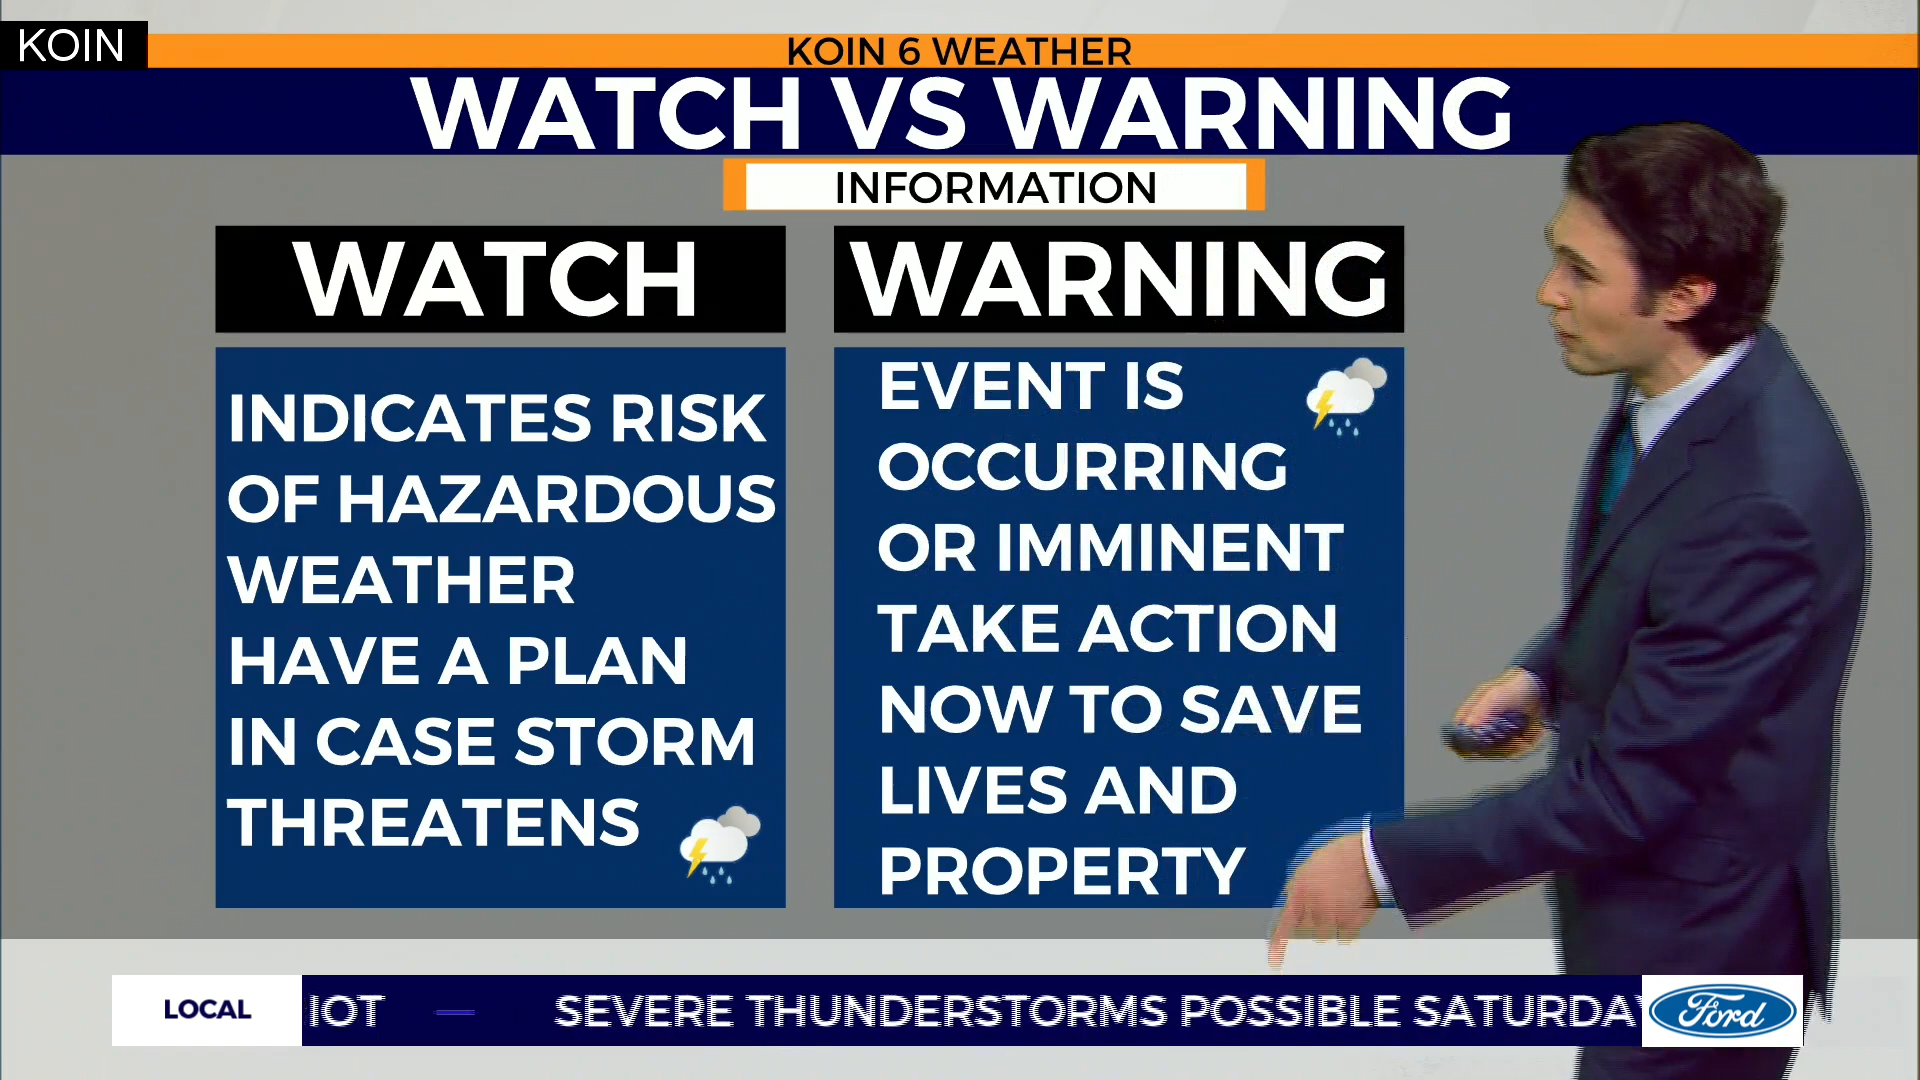 KOIN
KOIN 6 WEATHER
WATCH VS WARNING
INFORMATION
WATCH
INDICATES RISK
OF HAZARDOUS
WEATHER
HAVE A PLAN
IN CASE STORM
THREATENS
WARNING
EVENT IS
OCCURRING
OR IMMINENT
TAKE ACTION
NOW TO SAVE
LIVES AND
PROPERTY
LOCAL
IOT — SEVERE THUNDERSTORMS POSSIBLE SATURDAY
Ford